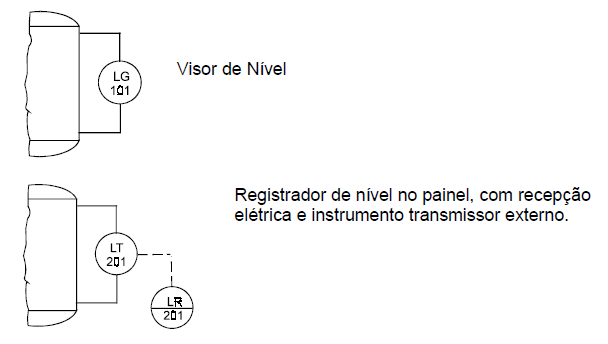 LG
101
Visor de Nível
Registrador de nível no painel, com recepção
elétrica e instrumento transmissor externo.
LT
201
LR
201